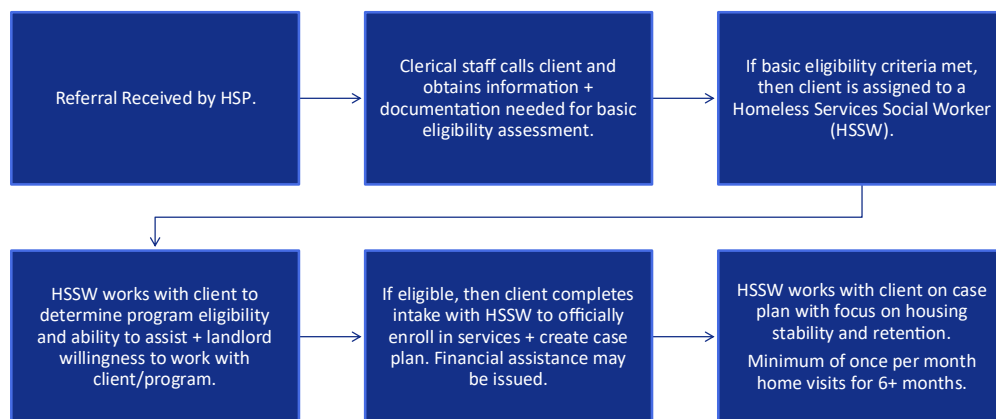 Referral Received by HSP.
Clerical staff calls client and
obtains information +
documentation needed for basic
eligibility assessment.
If basic eligibility criteria met,
then client is assigned to a
Homeless Services Social Worker
(HSSW).
HSSW works with client to
determine program eligibility
and ability to assist + landlord
willingness to work with
client/program.
If eligible, then client completes
intake with HSSW to officially
enroll in services + create case
plan. Financial assistance may
be issued.
HSSW works with client on case
plan with focus on housing
stability and retention.
Minimum of once per month
home visits for 6+ months.